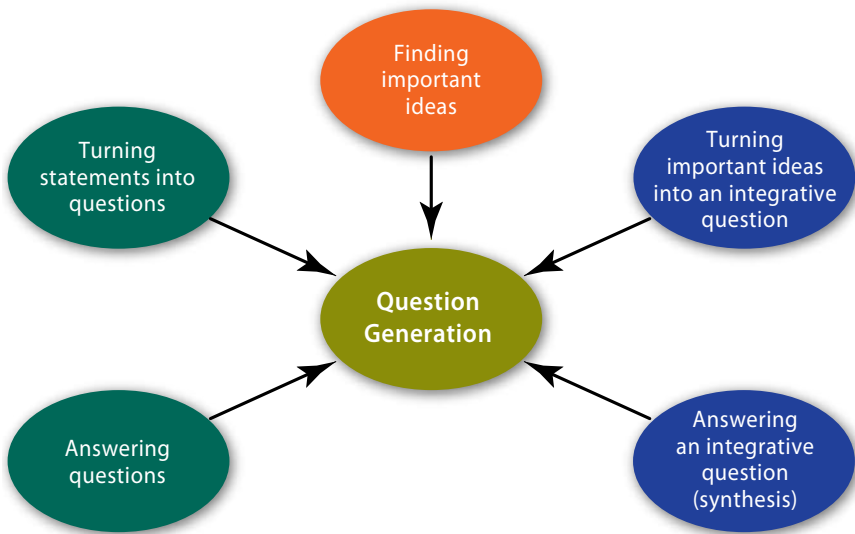 Finding
important
ideas
Turning
statements into
questions
Turning
important ideas
into an integrative
question
Question
Generation
Answering
questions
Answering
an integrative
question
(synthesis)